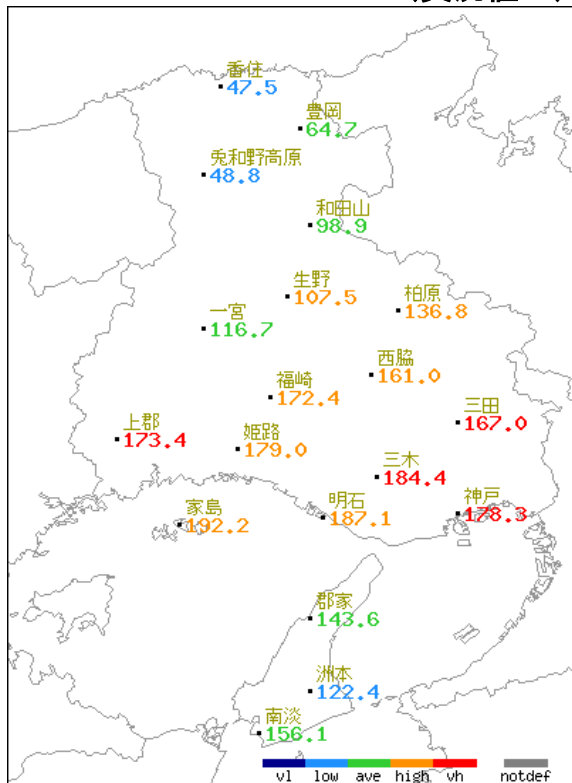 香住
47.5
豊岡
64.7
兎和野高原
48.8
和田山
98.9
生野
107.5
柏原
136.8
一宮
116.7
西脇
161.0
福崎
172.4
三田
167.0
上郡
173.4
姫路
179.0
三木
184.4
家島
192.2
明石
187.1
神戸
178.3
郡家
143.6
洲本
122.4
南淡
156.1
vl low ave high vh notdef